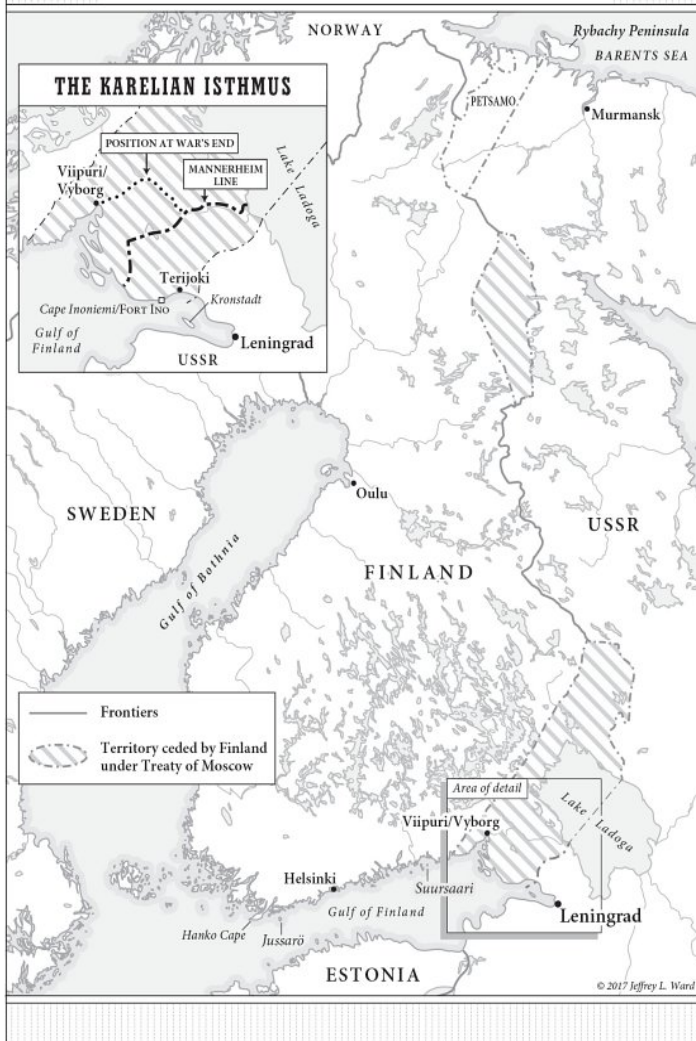 NORWAY
Rybachy Peninsula
BARENTS SEA
PETSAMO
Murmansk
THE KARELIAN ISTHMUS
POSITION AT WAR'S END
Viipuri/
Vyborg
MANNERHEIM
LINE
Lake Ladoga
Terijoki
Cape Inoniemi/FORT INO
Kronstadt
Gulf of
Finland
Leningrad
USSR
Oulu
SWEDEN
USSR
Gulf of Bothnia
FINLAND
Frontiers
Territory ceded by Finland
under Treaty of Moscow
Area of detail
Viipuri/Vyborg
Lake Ladoga
Helsinki
Suursaari
Gulf of Finland
Leningrad
Hanko Cape
Jussarö
ESTONIA
© 2017 Jeffrey L. Ward